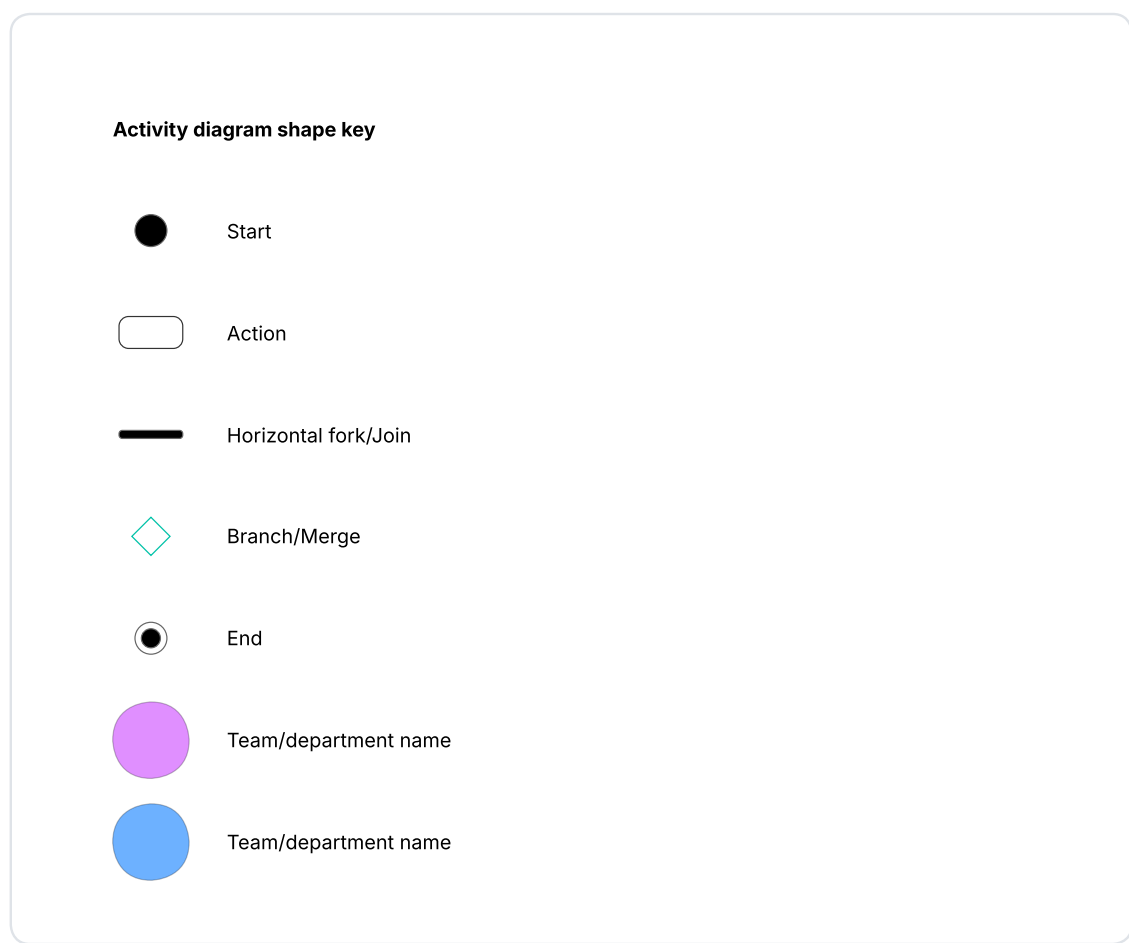 Activity diagram shape key
Start
Action
Horizontal fork/Join
Branch/Merge
End
Team/department name
Team/department name